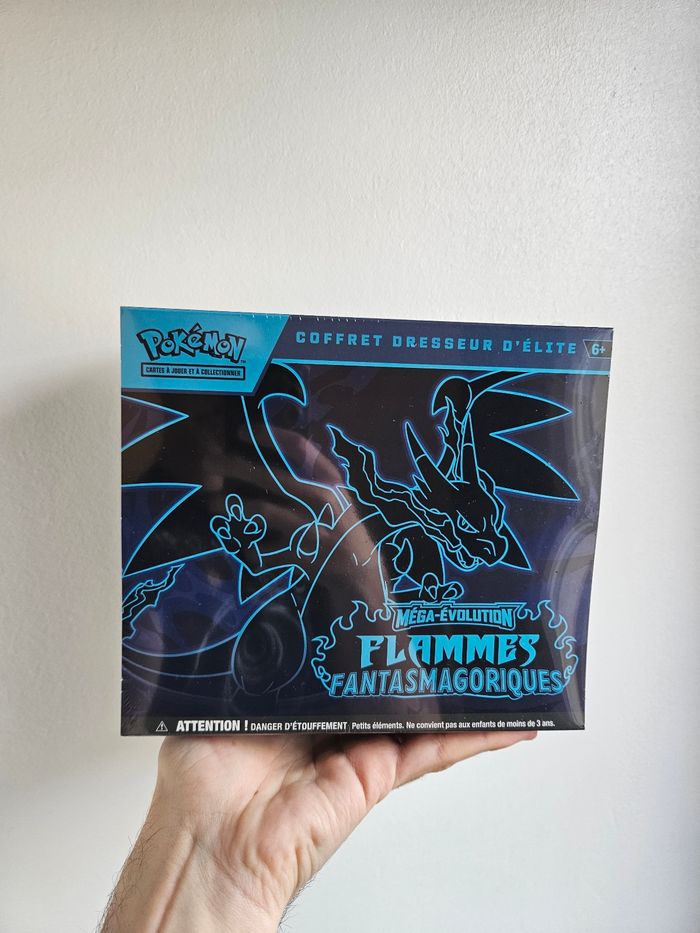 POKéMON™
CARTES À JOUER ET À COLLECTIONNER
COFFRET DRESSEUR D'ÉLITE
6+
MÉGA-ÉVOLUTION
FLAMMES
FANTASMAGORIQUES
ATTENTION ! DANGER D'ÉTOUFFEMENT. Petits éléments. Ne convient pas aux enfants de moins de 3 ans.